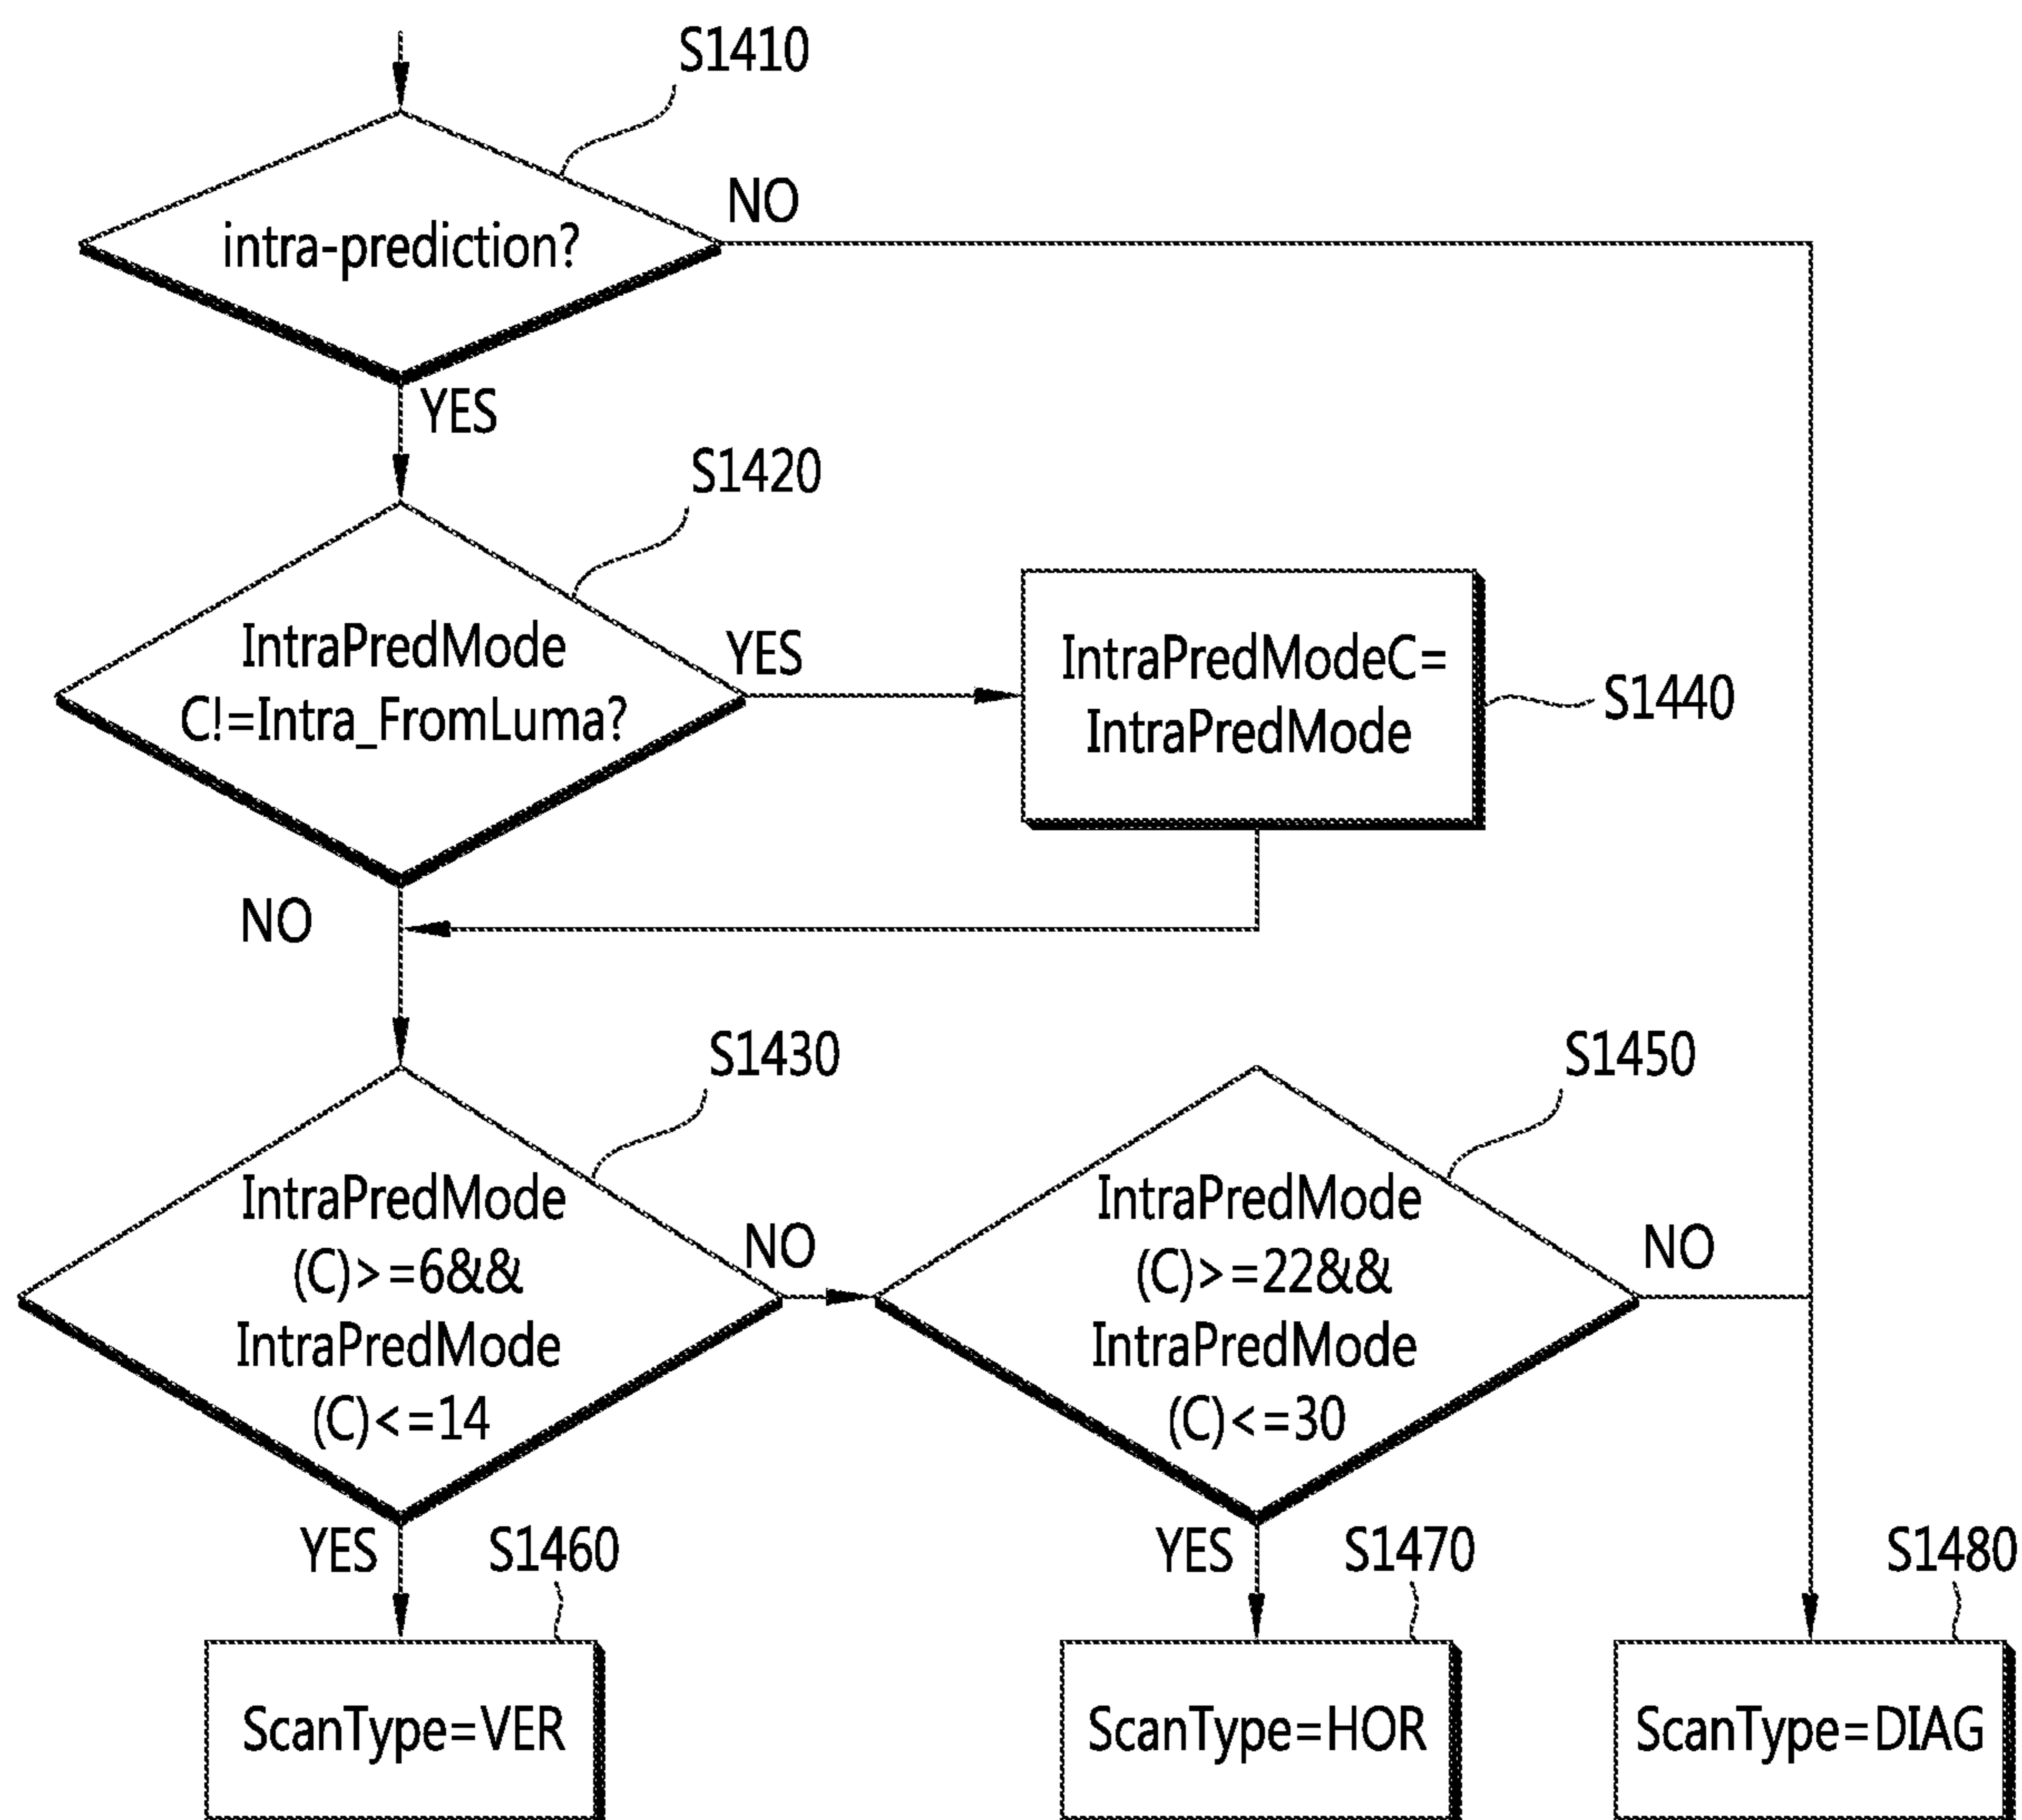 S1410
NO
intra-prediction?
YES
S1420
IntraPredMode
C!=Intra_FromLuma?
YES
IntraPredModeC=
IntraPredMode
S1440
NO
S1430
S1450
IntraPredMode
(C)>=6&&
IntraPredMode
(C)<=14
NO
IntraPredMode
(C)>=22&&
IntraPredMode
(C)<=30
NO
YES
S1460
YES
S1470
S1480
ScanType=VER
ScanType=HOR
ScanType=DIAG